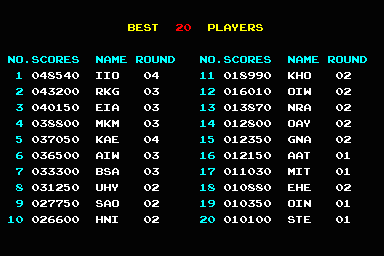 BEST 20 PLAYERS
NO. SCORES NAME ROUND NO. SCORES NAME ROUND
1 048540 IIO 04 11 018990 KHO 02
2 043200 RKG 03 12 016010 OIW 02
3 040150 EIA 03 13 013870 NRA 02
4 038800 MKM 03 14 012800 OAY 02
5 037050 KAE 04 15 012350 GNA 02
6 036500 AIW 03 16 012150 AAT 01
7 033300 BSA 03 17 011030 MIT 01
8 031250 UHY 02 18 010880 EHE 02
9 027750 SAO 02 19 010350 OIN 01
10 026600 HNI 02 20 010100 STE 01